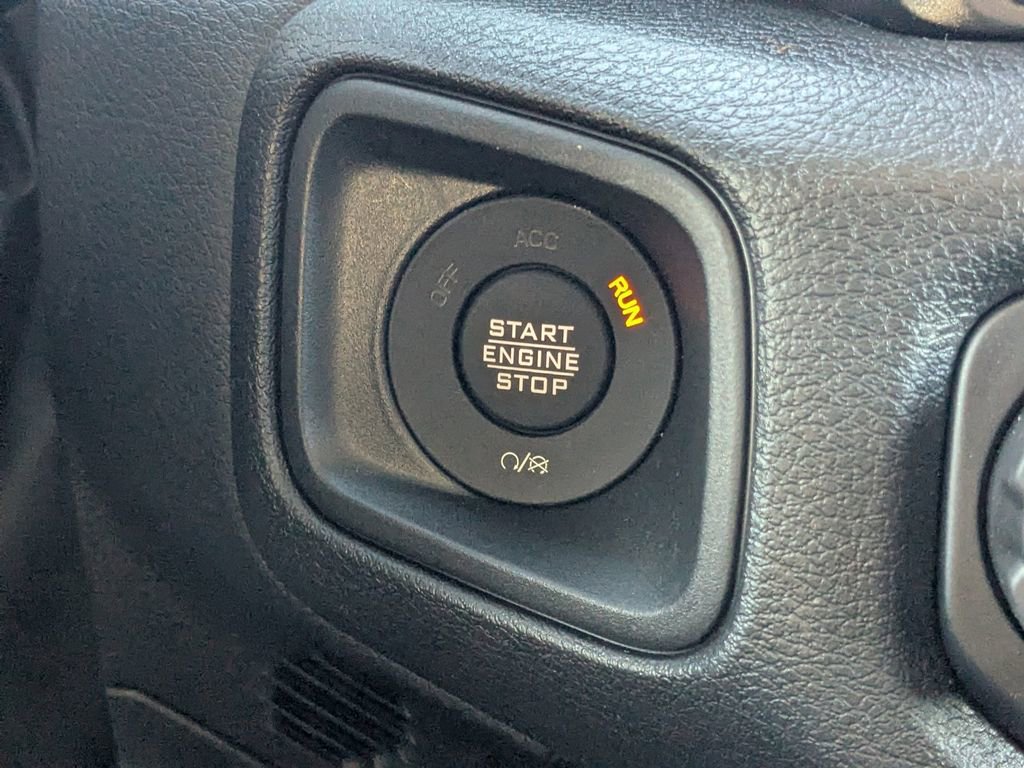 ACC
OFF
RUN
START
ENGINE
STOP